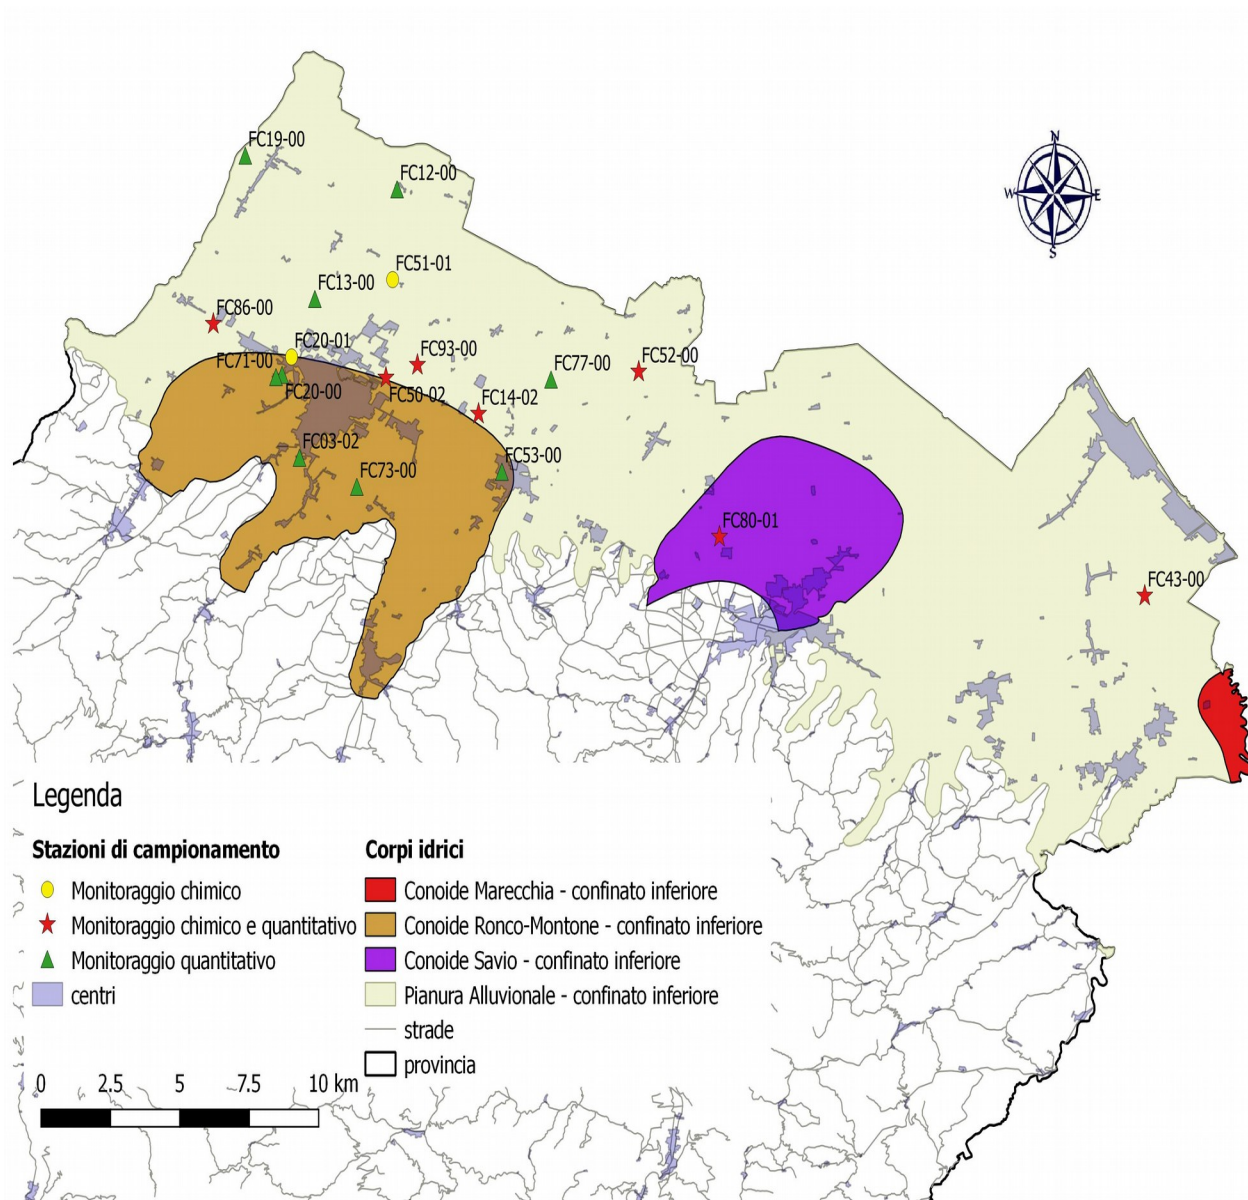 FC19-00
N
FC12-00
W
E
S
FC51-01
FC13-00
FC86-00
FC20-01
FC93-00
FC71-00
FC77-00
FC52-00
FC20-00
FC50-02
FC14-02
FC03-02
FC73-00
FC53-00
FC80-01
FC43-00
Legenda
Stazioni di campionamento
Monitoraggio chimico
Monitoraggio chimico e quantitativo
Monitoraggio quantitativo
centri
Corpi idrici
Conoide Marecchia - confinato inferiore
Conoide Ronco-Montone - confinato inferiore
Conoide Savio - confinato inferiore
Pianura Alluvionale - confinato inferiore
strade
provincia
0 2.5 5 7.5 10 km